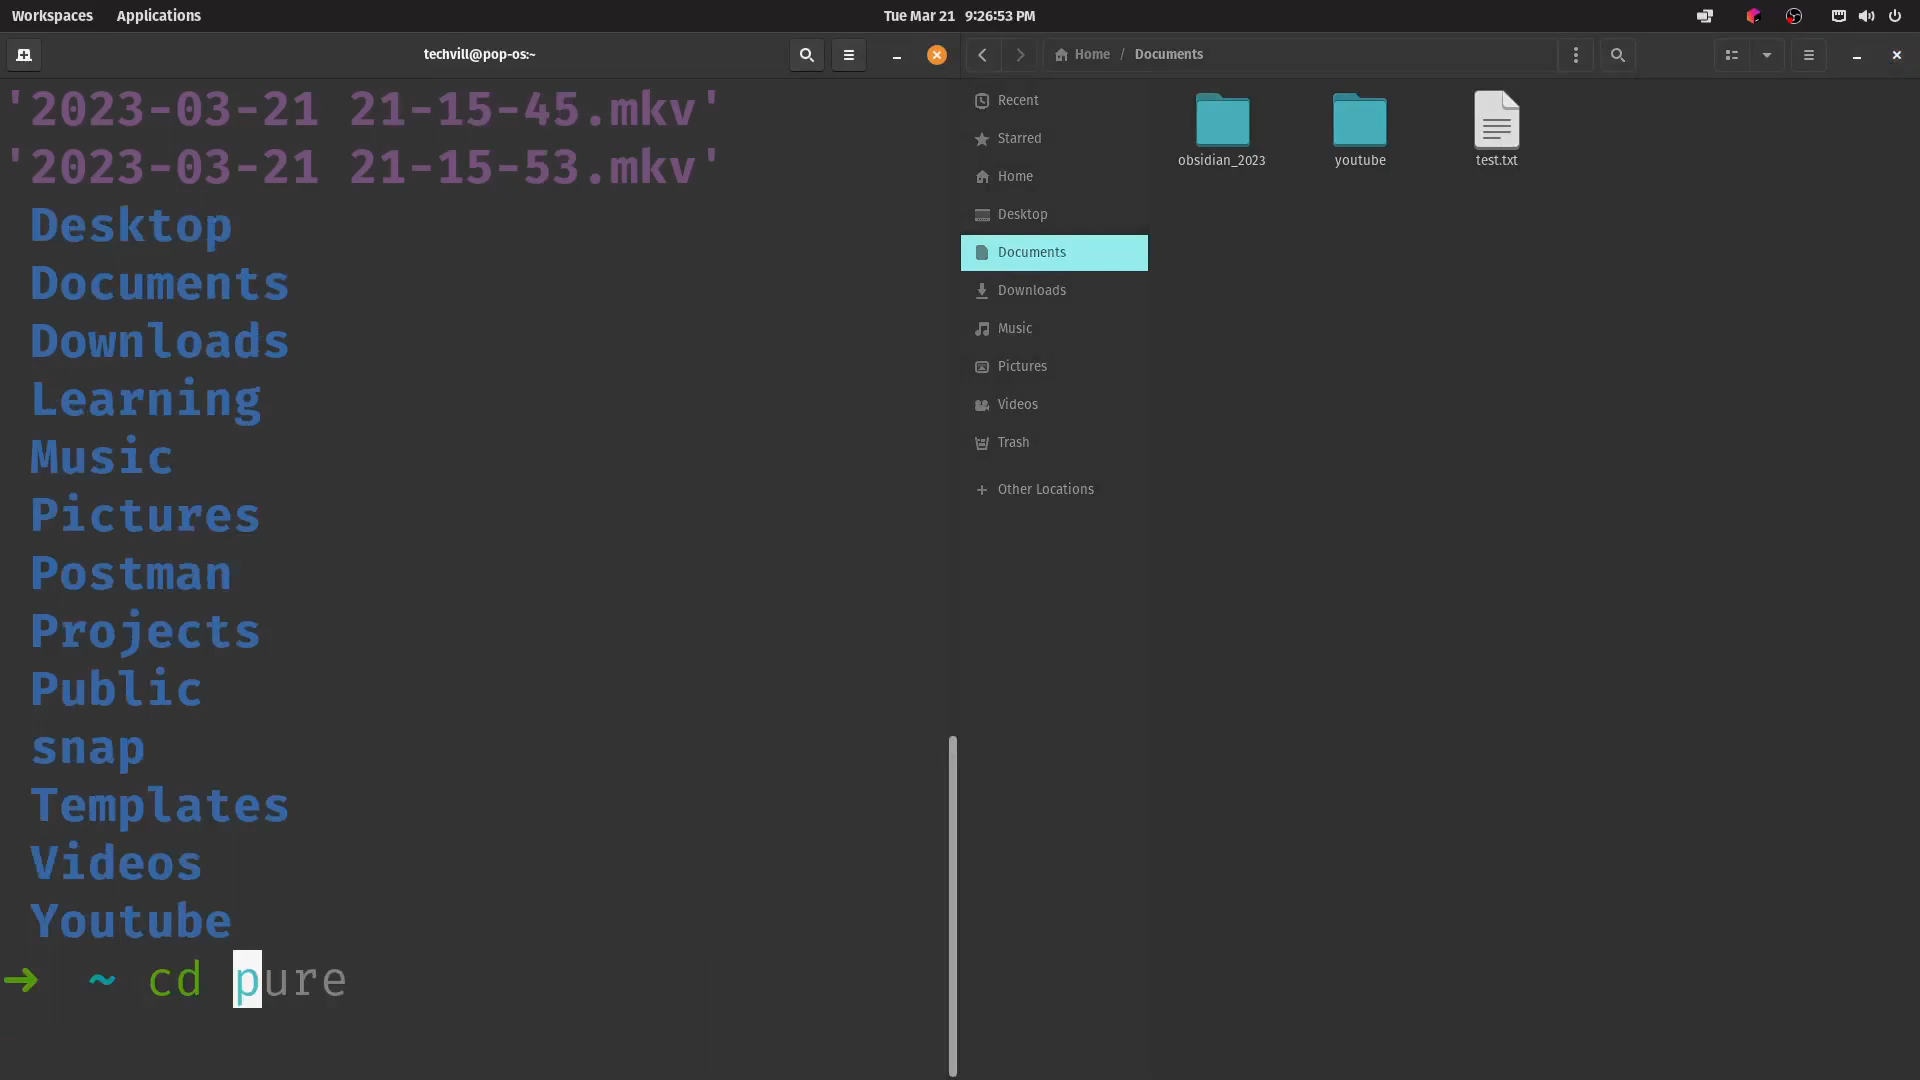 Workspaces Applications Tue Mar 21 9:26:53 PM
techvill@pop-os:~
'2023-03-21 21-15-45.mkv'
'2023-03-21 21-15-53.mkv'
Desktop
Documents
Downloads
Learning
Music
Pictures
Postman
Projects
Public
snap
Templates
Videos
Youtube
➜ ~ cd pure
Home / Documents
Recent
Starred
Home
Desktop
Documents
Downloads
Music
Pictures
Videos
Trash
+ Other Locations
obsidian_2023 youtube test.txt